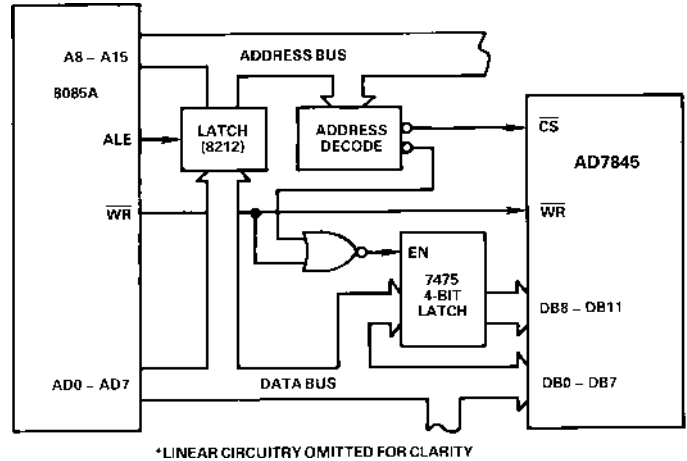 A8 – A15
ADDRESS BUS
8085A
ALE
LATCH
(8212)
ADDRESS
DECODE
CS
AD7845
WR
WR
EN
7475
4-BIT
LATCH
DB8 – DB11
AD0 – AD7
DATA BUS
DB0 – DB7
*LINEAR CIRCUITRY OMITTED FOR CLARITY